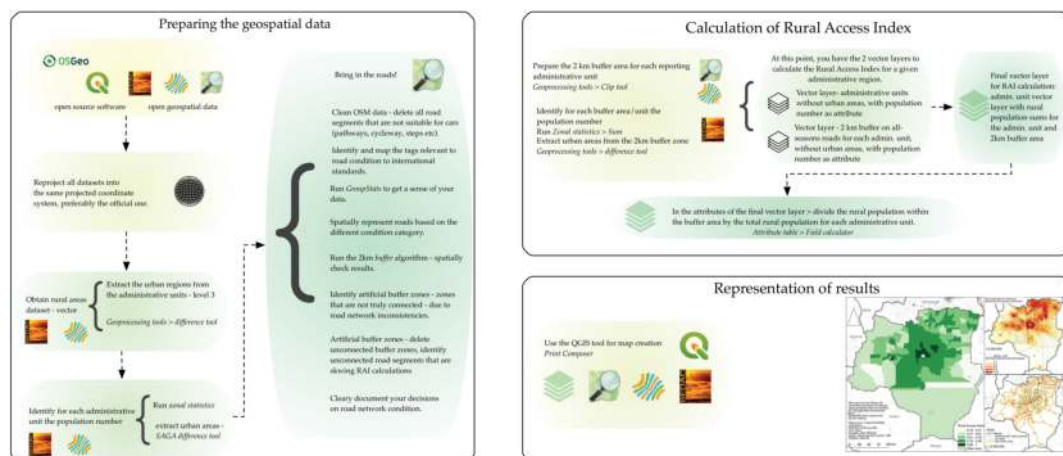 Preparing the geospatial data
OSGeo
open source software
open geospatial data
Reproject all datasets into
the same projected coordinate
system, preferably the official one.
Obtain rural areas
dataset - vector
Extract the urban regions from
the administrative units - level 3
Geoprocessing tools > difference tool
Identify for each administrative
unit the population number
Run zonal statistics
extract urban areas -
SAGA difference tool
Bring in the roads!
Clean OSM data - delete all road
segments that are not suitable for cars
(pathways, cycleway, steps etc).
Identify and map the tags relevant to
road condition to international
standards.
Run GroupStats to get a sense of your
data.
Spatially represent roads based on the
different condition category.
Run the 2km buffer algorithm - spatially
check results.
Identify artificial buffer zones - zones
that are not truly connected - due to
road network inconsistencies.
Artificial buffer zones - delete
unconnected buffer zones, identify
unconnected road segments that are
skwing RAI calculations
Cleary document your decisions
on road network condition.
Calculation of Rural Access Index
Prepare the 2 km buffer area for each reporting
administrative unit
Geoprocessing tools > Clip tool
Identify for each buffer area/ unit the
population number
Run Zonal statistics > Sum
Extract urban areas from the 2km buffer zone
Geoprocessing tools > difference tool
At this point, you have the 2 vector layers to
calculate the Rural Access Index for a given
administrative region.
Vector layer- administrative units
without urban areas, with population
number as attribute
Vector layer - 2 km buffer on all-
seasons roads for each admin. unit,
without urban areas, with population
number as attribute
Final vector layer
for RAI calculation:
admin. unit vector
layer with rural
population sums for
the admin. unit and
2km buffer area
In the attributes of the final vector layer > divide the rural population within
the buffer area by the total rural population for each administrative unit.
Attribute table > Field calculator
Representation of results
Use the QGIS tool for map creation
Print Composer